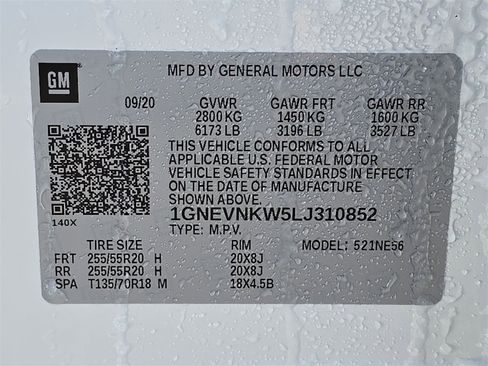 GM
MFD BY GENERAL MOTORS LLC
09/20 GVWR GAWR FRT GAWR RR
2800 KG 1450 KG 1600 KG
6173 LB 3196 LB 3527 LB
THIS VEHICLE CONFORMS TO ALL
APPLICABLE U.S. FEDERAL MOTOR
VEHICLE SAFETY STANDARDS IN EFFECT
ON THE DATE OF MANUFACTURE
SHOWN ABOVE.
1GNEVNKW5LJ310852
140X TYPE: M.P.V. MODEL: 521NE56
TIRE SIZE RIM
FRT 255/55R20 H 20X8J
RR 255/55R20 H 20X8J
SPA T135/70R18 M 18X4.5B